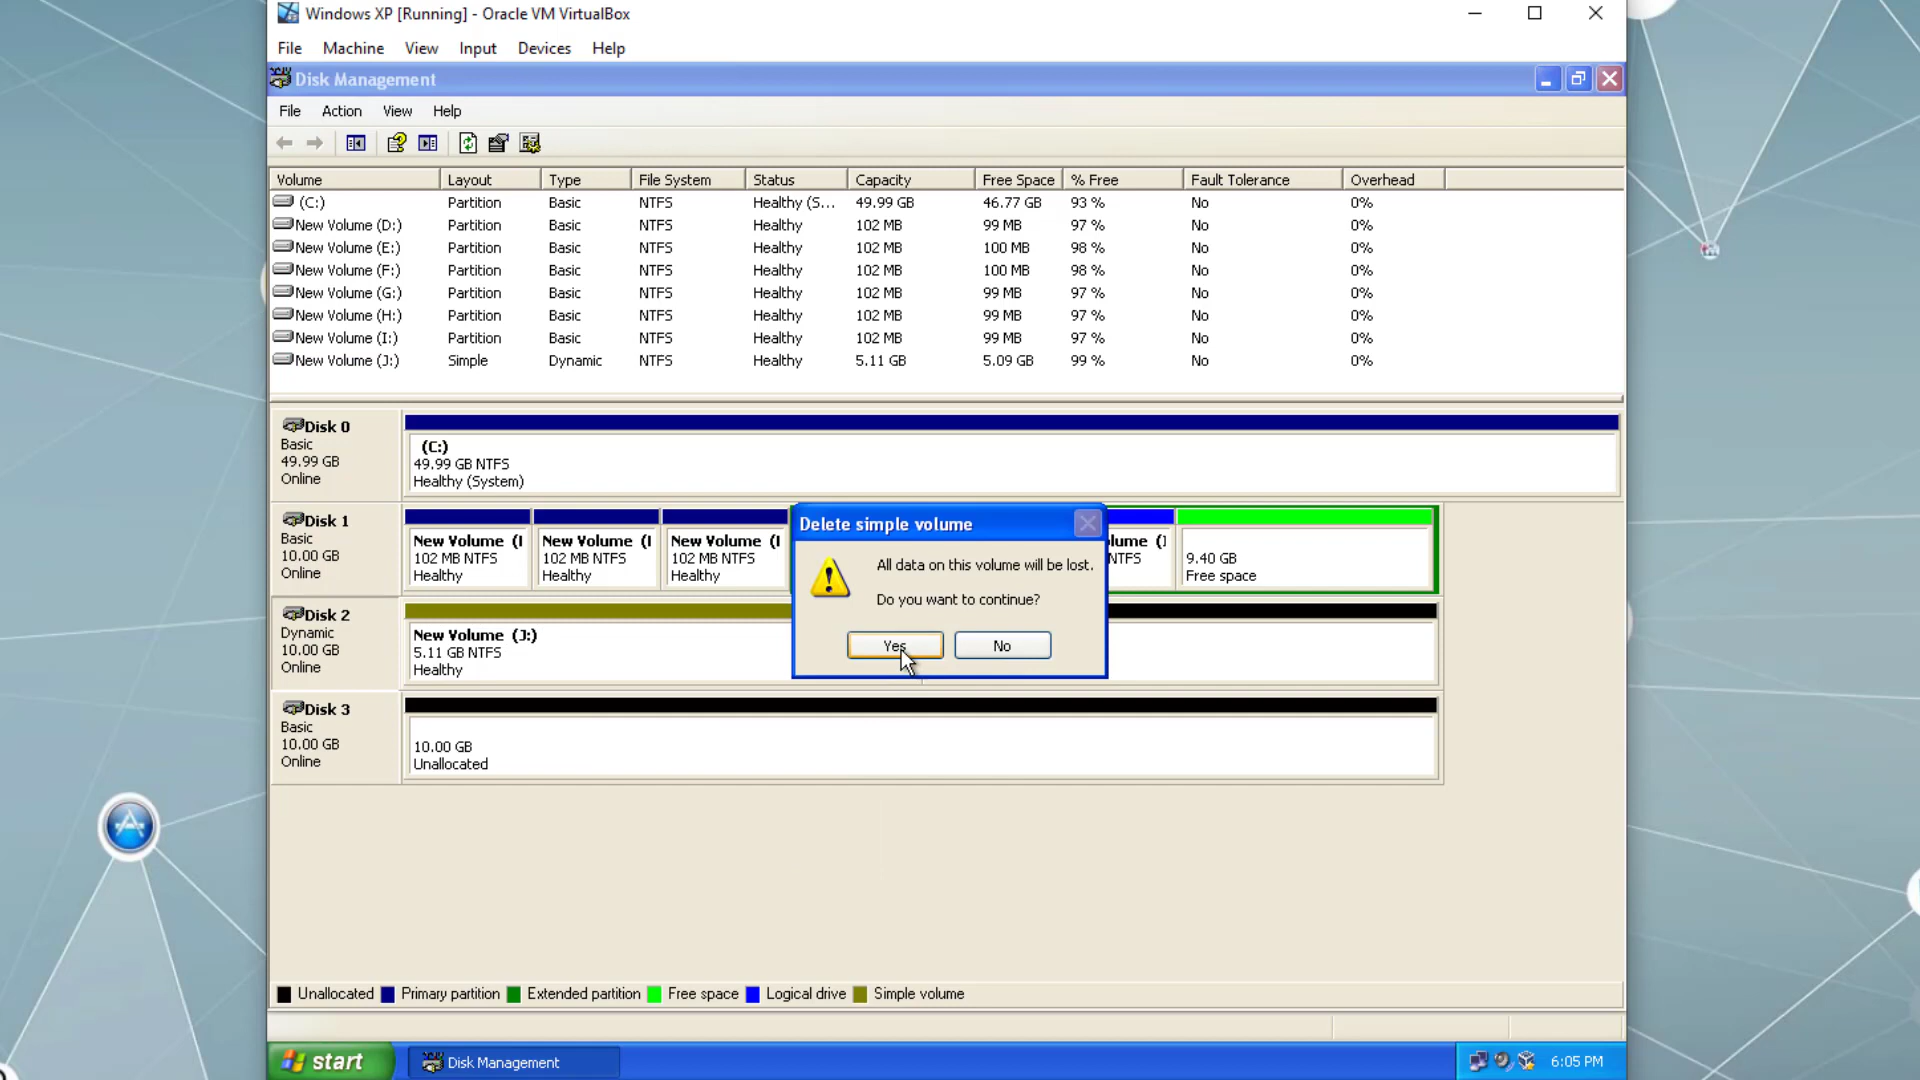 Windows XP [Running] - Oracle VM VirtualBox
File Machine View Input Devices Help
Disk Management
File Action View Help
Volume Layout Type File System Status Capacity Free Space % Free Fault Tolerance Overhead
(C:) Partition Basic NTFS Healthy (S... 49.99 GB 46.77 GB 93 % No 0%
New Volume (D:) Partition Basic NTFS Healthy 102 MB 99 MB 97 % No 0%
New Volume (E:) Partition Basic NTFS Healthy 102 MB 100 MB 98 % No 0%
New Volume (F:) Partition Basic NTFS Healthy 102 MB 100 MB 98 % No 0%
New Volume (G:) Partition Basic NTFS Healthy 102 MB 99 MB 97 % No 0%
New Volume (H:) Partition Basic NTFS Healthy 102 MB 99 MB 97 % No 0%
New Volume (I:) Partition Basic NTFS Healthy 102 MB 99 MB 97 % No 0%
New Volume (J:) Simple Dynamic NTFS Healthy 5.11 GB 5.09 GB 99 % No 0%
Disk 0
Basic
49.99 GB
Online
(C:)
49.99 GB NTFS
Healthy (System)
Disk 1
Basic
10.00 GB
Online
New Volume
102 MB NTFS
Healthy
New Volume
102 MB NTFS
Healthy
New Volume
102 MB NTFS
Healthy
lume
NTFS
9.40 GB
Free space
Delete simple volume
All data on this volume will be lost.
Do you want to continue?
Yes No
Disk 2
Dynamic
10.00 GB
Online
New Volume (J:)
5.11 GB NTFS
Healthy
Disk 3
Basic
10.00 GB
Online
10.00 GB
Unallocated
Unallocated Primary partition Extended partition Free space Logical drive Simple volume
start Disk Management 6:05 PM